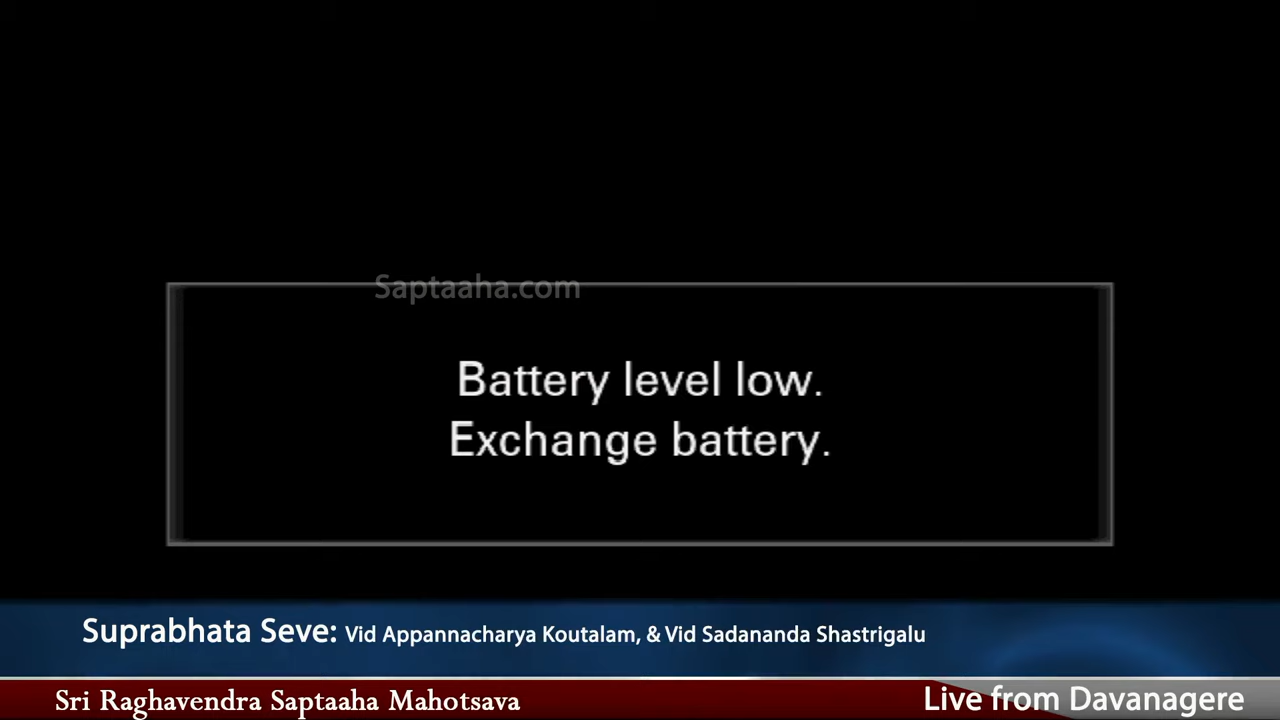 Saptaaha.com
Battery level low.
Exchange battery.
Suprabhata Seve: Vid Appannacharya Koutalam, & Vid Sadananda Shastrigalu
Sri Raghavendra Saptaaha Mahotsava
Live from Davanagere